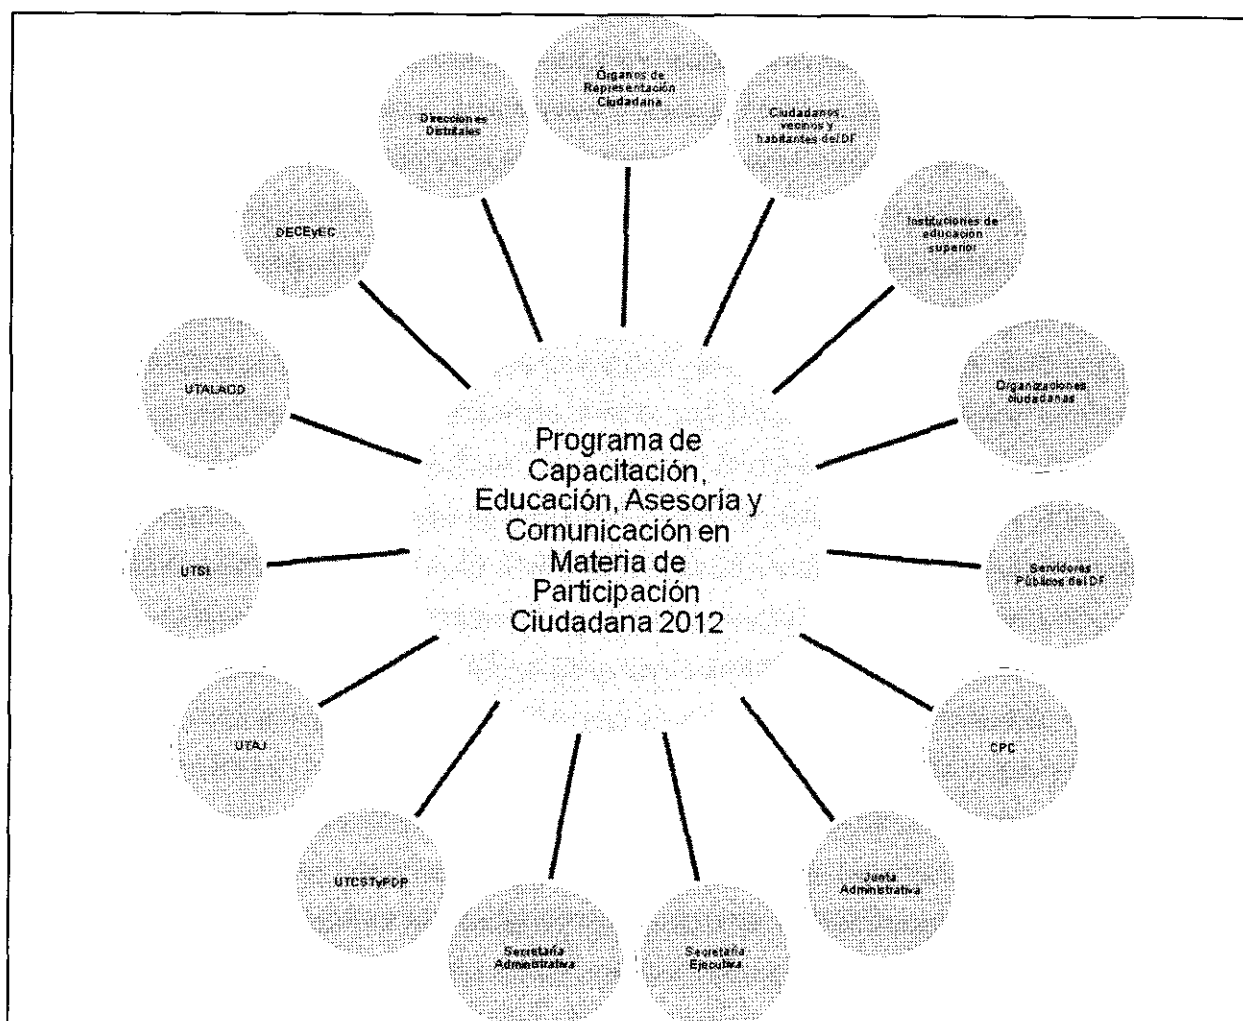 Órganos de
Representación
Ciudadana
Ciudadanos,
vecinos y
habitantes del DF
Instituciones de
educación
superior
Organizaciones
ciudadanas
Servidores
Públicos del DF
CPC
Junta
Administrativa
Secretaría
Ejecutiva
Secretaría
Administrativa
UTCSTyPDP
UTAJ
UTSI
UTALAOD
DECEyEC
Direcciones
Distritales
Programa de
Capacitación,
Educación, Asesoría y
Comunicación en
Materia de
Participación
Ciudadana 2012